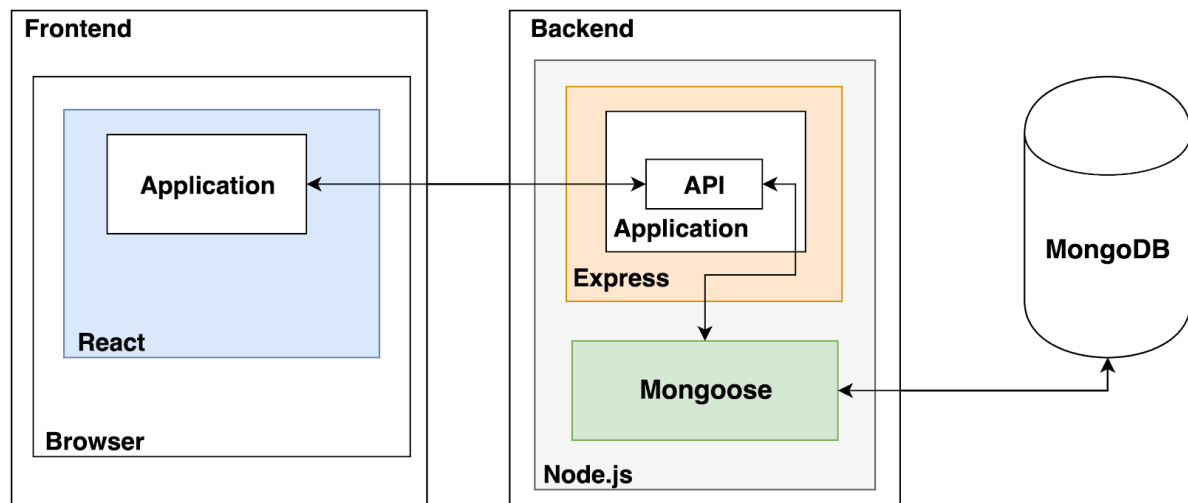 Frontend
Application
React
Browser
Backend
API
Application
Express
Mongoose
Node.js
MongoDB